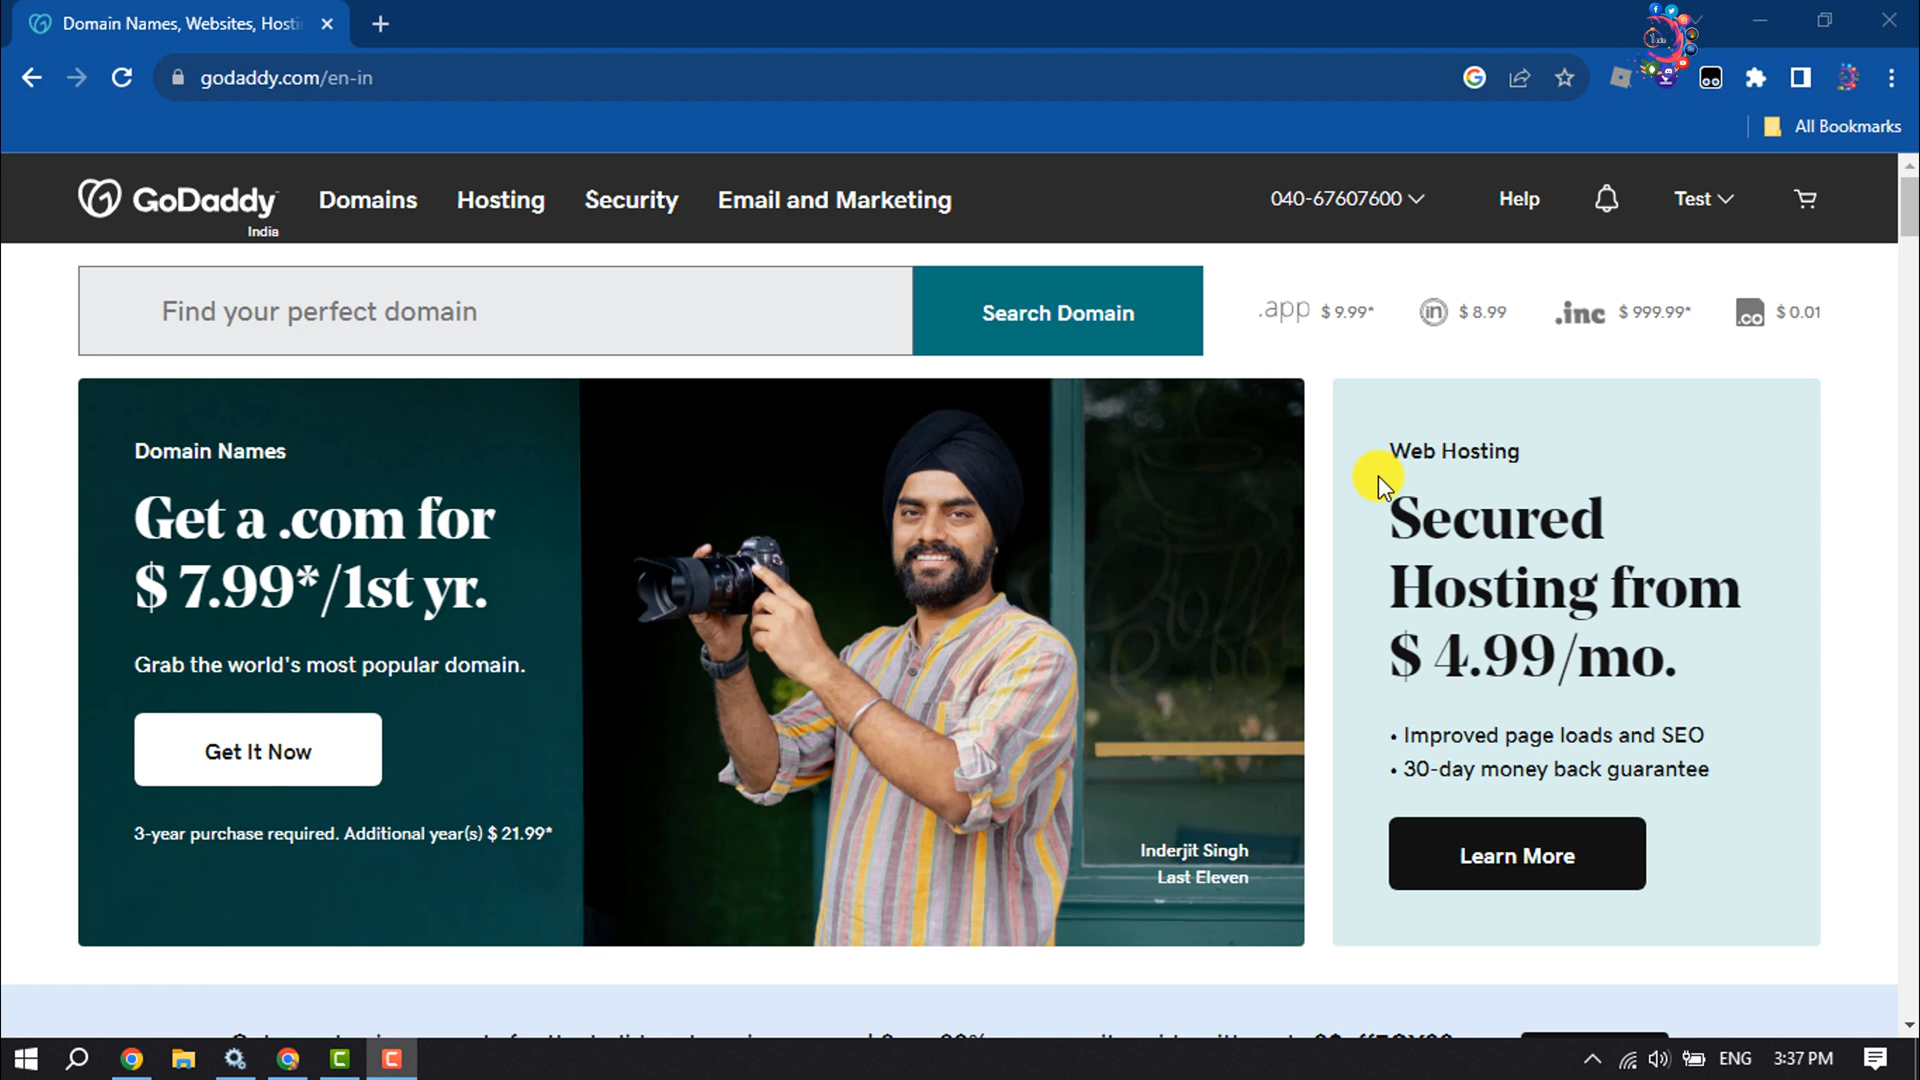 Domain Names, Websites, Hosti
godaddy.com/en-in
All Bookmarks
GoDaddy
India
Domains
Hosting
Security
Email and Marketing
040-67607600
Help
Test
Find your perfect domain
Search Domain
.app $ 9.99*
in $ 8.99
.inc $ 999.99*
.co $ 0.01
Domain Names
Get a .com for
$ 7.99*/1st yr.
Grab the world's most popular domain.
Get It Now
3-year purchase required. Additional year(s) $ 21.99*
Inderjit Singh
Last Eleven
Web Hosting
Secured
Hosting from
$ 4.99/mo.
• Improved page loads and SEO
• 30-day money back guarantee
Learn More
ENG
3:37 PM